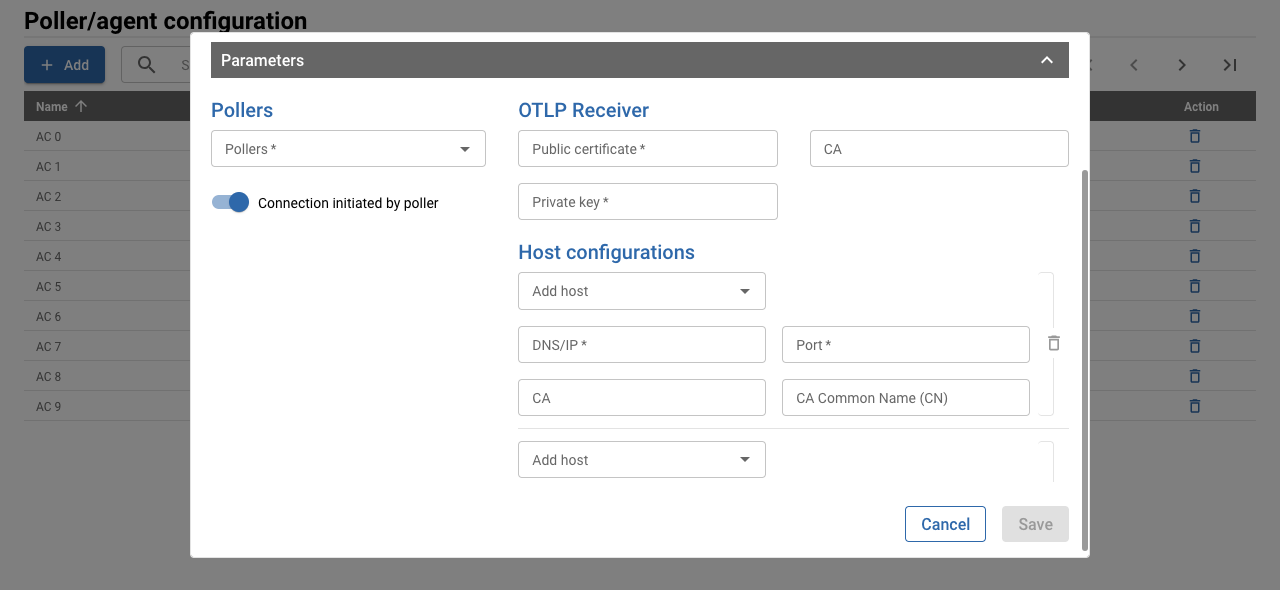 Poller/agent configuration
Add
S
Name
Action
AC 0
AC 1
AC 2
AC 3
AC 4
AC 5
AC 6
AC 7
AC 8
AC 9
Parameters
Pollers
Pollers *
Connection initiated by poller
OTLP Receiver
Public certificate *
CA
Private key *
Host configurations
Add host
DNS/IP *
Port *
CA
CA Common Name (CN)
Add host
Cancel
Save